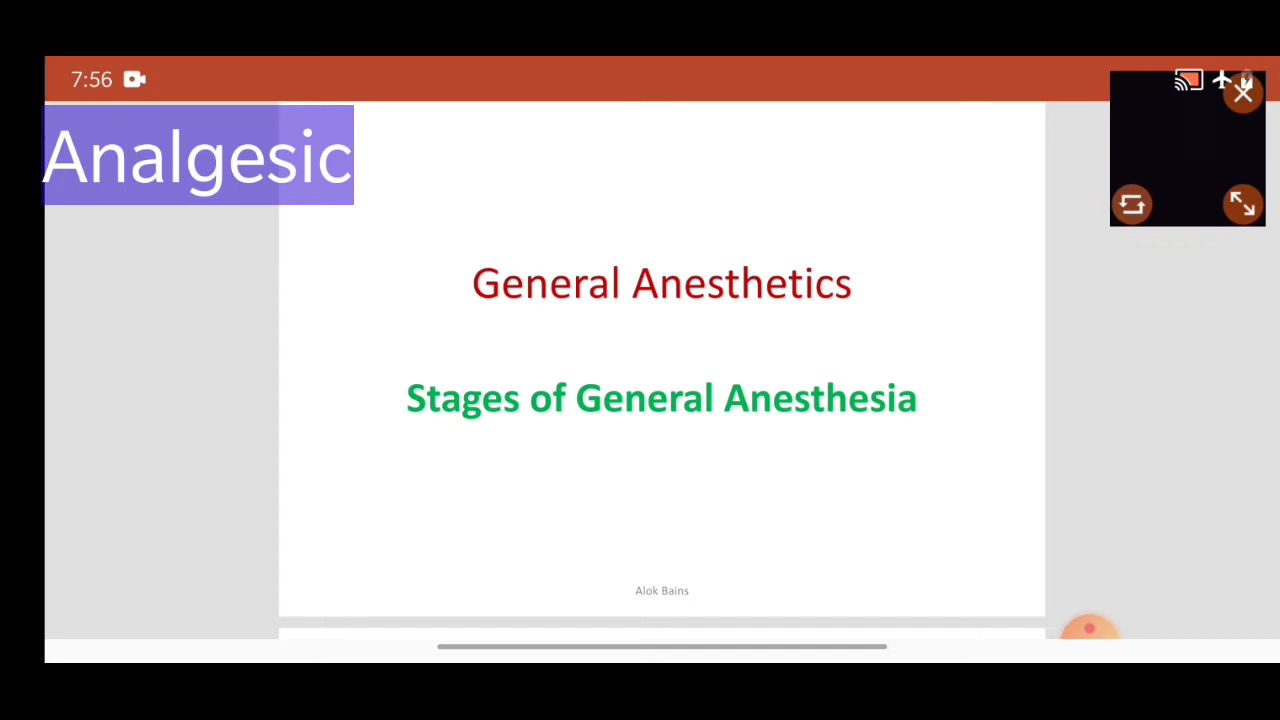 7:56
Analgesic
General Anesthetics
Stages of General Anesthesia
Alok Bains